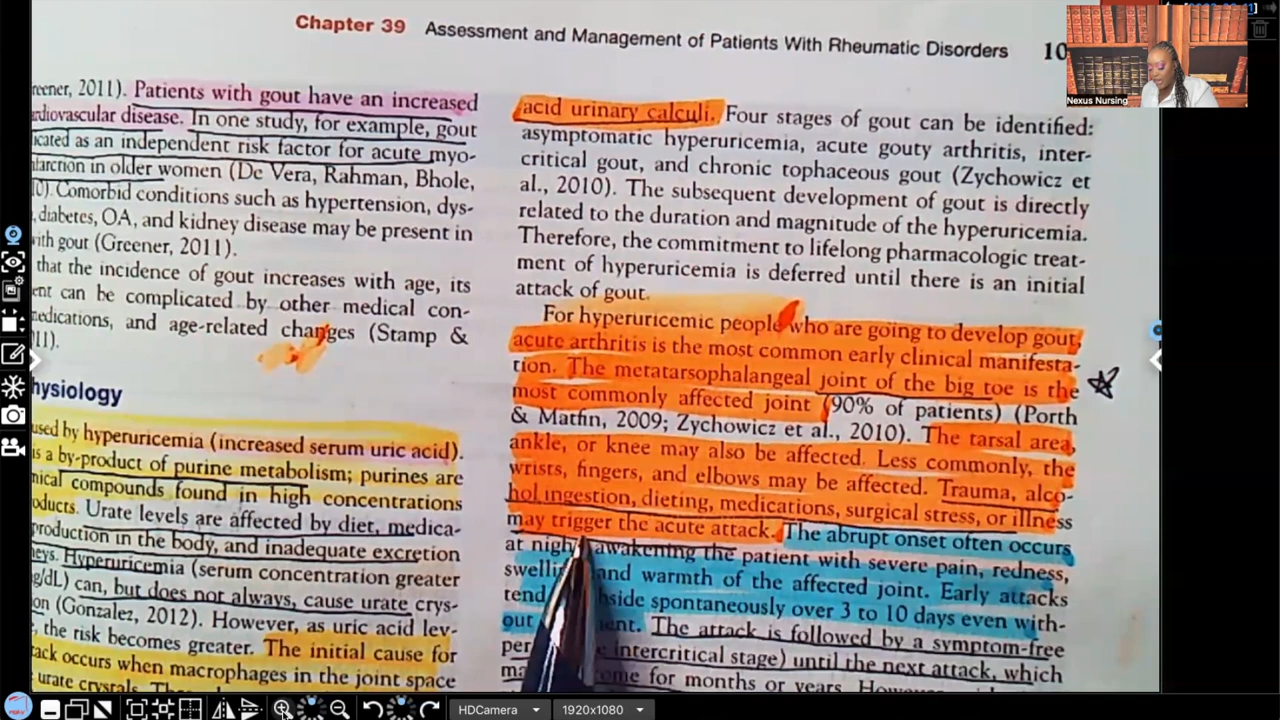 Chapter 39 Assessment and Management of Patients With Rheumatic Disorders 10
reener, 2011). Patients with gout have an increased
rdiovascular disease. In one study, for example, gout
icated as an independent risk factor for acute myo-
nfarction in older women (De Vera, Rahman, Bhole,
10). Comorbid conditions such as hypertension, dys-
, diabetes, OA, and kidney disease may be present in
with gout (Greener, 2011).
that the incidence of gout increases with age, its
ent can be complicated by other medical con-
medications, and age-related changes (Stamp &
11).
hysiology
used by hyperuricemia (increased serum uric acid).
is a by-product of purine metabolism; purines are
mical compounds found in high concentrations
oducts. Urate levels are affected by diet, medica-
production in the body, and inadequate excretion
neys. Hyperuricemia (serum concentration greater
g/dL) can, but does not always, cause urate crys-
on (Gonzalez, 2012). However, as uric acid lev-
, the risk becomes greater. The initial cause for
tack occurs when macrophages in the joint space
urate crystals.
acid urinary calculi. Four stages of gout can be identified:
asymptomatic hyperuricemia, acute gouty arthritis, inter-
critical gout, and chronic tophaceous gout (Zychowicz et
al., 2010). The subsequent development of gout is directly
related to the duration and magnitude of the hyperuricemia.
Therefore, the commitment to lifelong pharmacologic treat-
ment of hyperuricemia is deferred until there is an initial
attack of gout.
For hyperuricemic people who are going to develop gout,
acute arthritis is the most common early clinical manifesta-
tion. The metatarsophalangeal joint of the big toe is the
most commonly affected joint (90% of patients) (Porth
& Matfin, 2009; Zychowicz et al., 2010). The tarsal area,
ankle, or knee may also be affected. Less commonly, the
wrists, fingers, and elbows may be affected. Trauma, alco-
hol ingestion, dieting, medications, surgical stress, or illness
may trigger the acute attack. The abrupt onset often occurs
at nigh awakening the patient with severe pain, redness,
swelli and warmth of the affected joint. Early attacks
tend bside spontaneously over 3 to 10 days even with-
out ent. The attack is followed by a symptom-free
per intercritical stage) until the next attack, which
ma ome for months or years.
Nexus Nursing
HDCamera
1920x1080